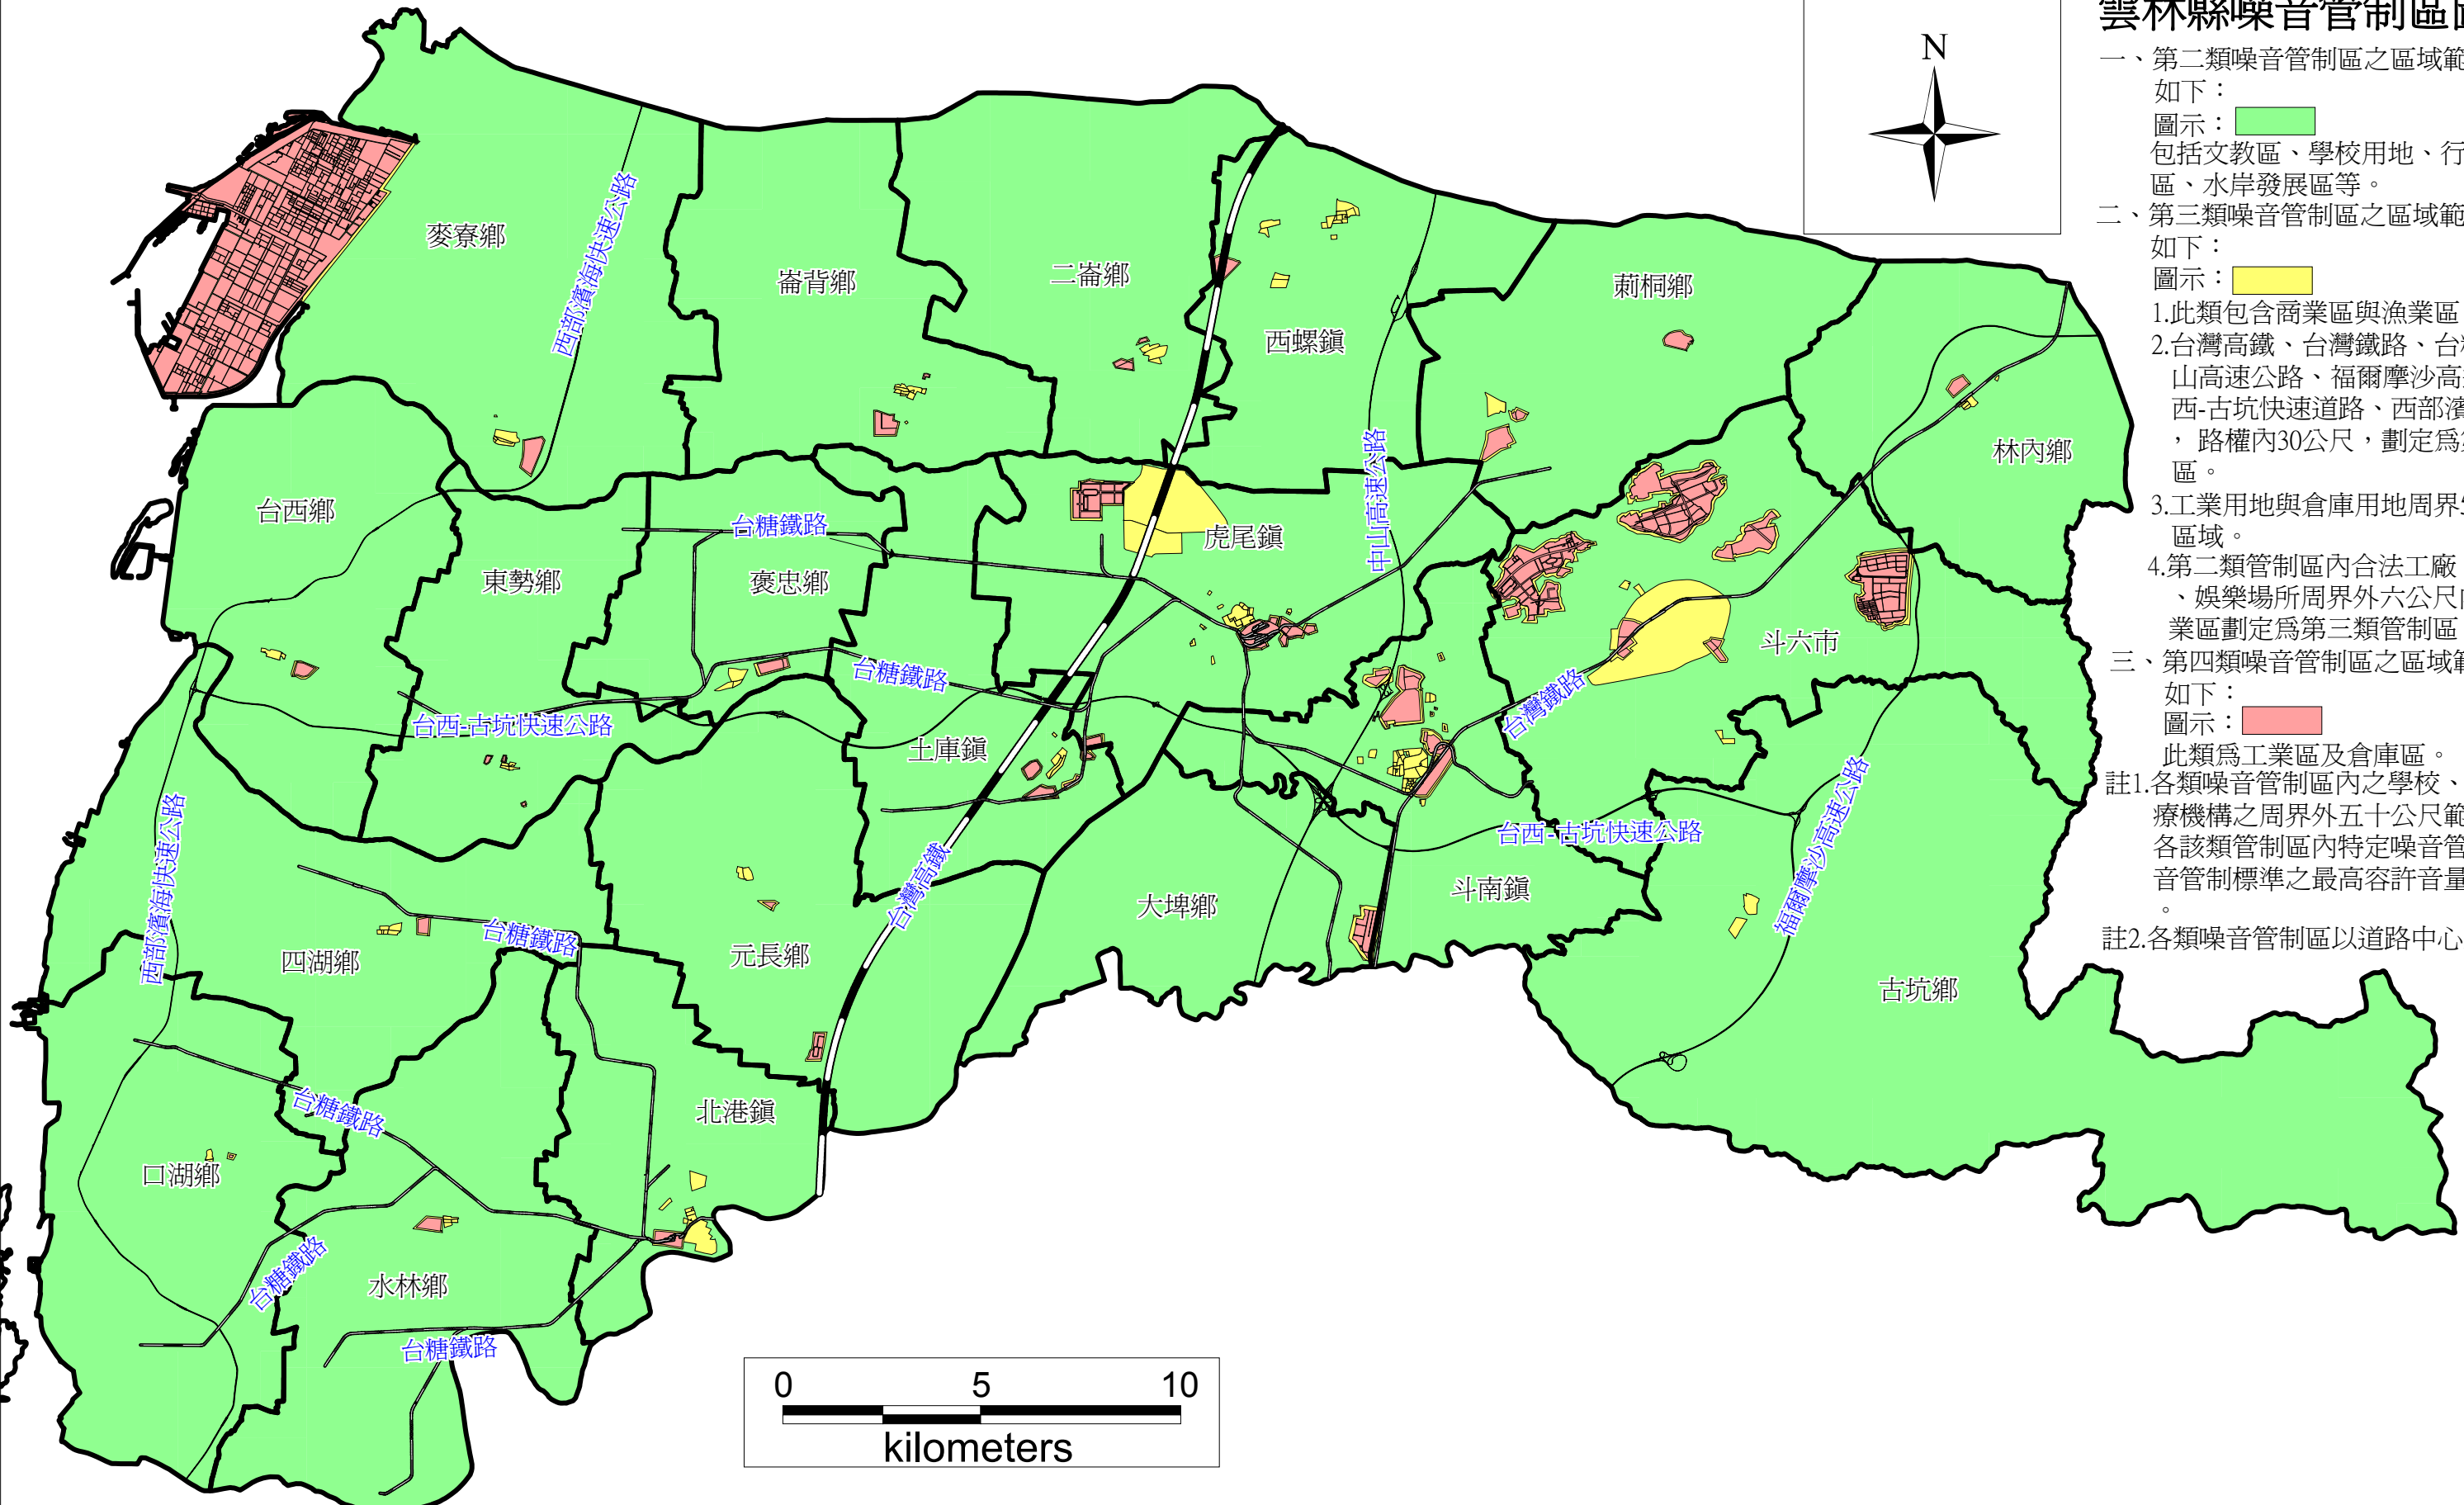 雲林縣噪音管制區
一、第二類噪音管制區之區域範
如下：
圖示：
包括文教區、學校用地、行
區、水岸發展區等。
二、第三類噪音管制區之區域範
如下：
圖示：
1.此類包含商業區與漁業區
2.台灣高鐵、台灣鐵路、台
山高速公路、福爾摩沙高
西-古坑快速道路、西部濱
，路權內30公尺，劃定為
區。
3.工業用地與倉庫用地周界
區域。
4.第二類管制區內合法工廠
、娛樂場所周界外六公尺
業區劃定為第三類管制區
三、第四類噪音管制區之區域範
如下：
圖示：
此類為工業區及倉庫區。
註1.各類噪音管制區內之學校、
療機構之周界外五十公尺範
各該類管制區內特定噪音管
音管制標準之最高容許音量
。
註2.各類噪音管制區以道路中心
N
麥寮鄉
西部濱海快速公路
崙背鄉
二崙鄉
西螺鎮
莿桐鄉
林內鄉
台西鄉
東勢鄉
台糖鐵路
褒忠鄉
虎尾鎮
中山高速公路
斗六市
台糖鐵路
台西-古坑快速公路
土庫鎮
台灣鐵路
台西-古坑快速公路
福爾摩沙高速公路
西部濱海快速公路
台灣高鐵
大埤鄉
斗南鎮
四湖鄉
台糖鐵路
元長鄉
古坑鄉
台糖鐵路
北港鎮
口湖鄉
台糖鐵路
水林鄉
台糖鐵路
0 5 10
kilometers